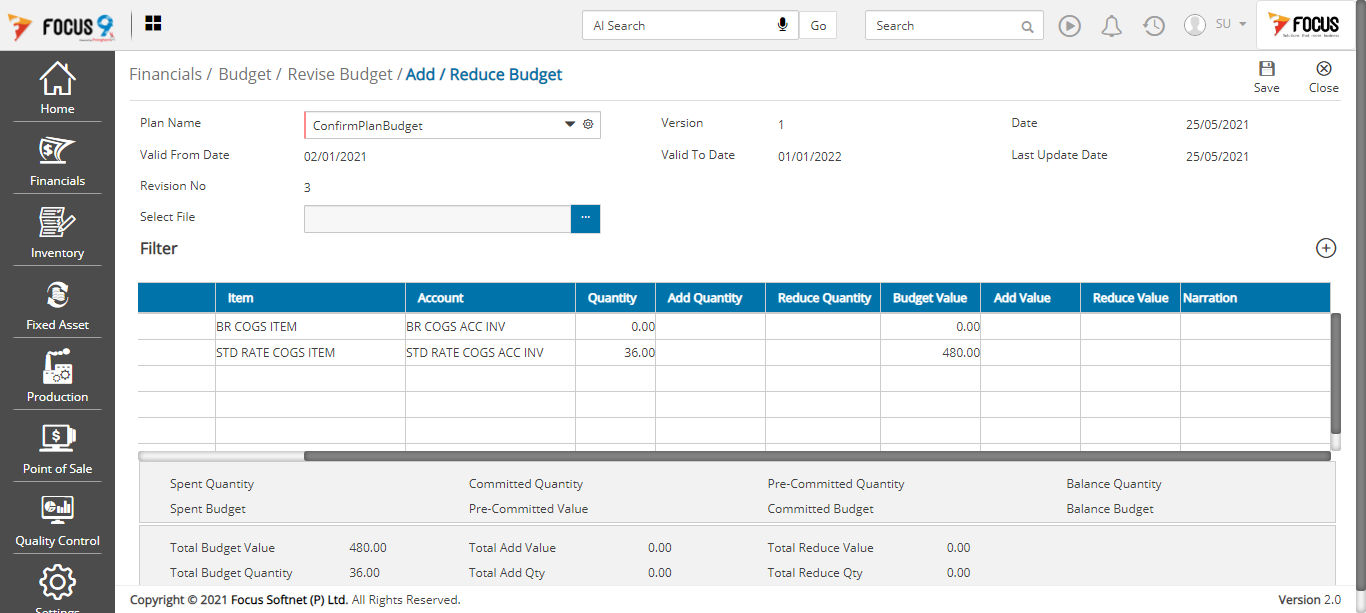 FOCUS 9
AI Search
Go
Search
SU
FOCUS
Home
Financials
Inventory
Fixed Asset
Production
Point of Sale
Quality Control
Settings
Financials / Budget / Revise Budget / Add / Reduce Budget
Save
Close
Plan Name ConfirmPlanBudget Version 1 Date 25/05/2021
Valid From Date 02/01/2021 Valid To Date 01/01/2022 Last Update Date 25/05/2021
Revision No 3
Select File ...
Filter
Item Account Quantity Add Quantity Reduce Quantity Budget Value Add Value Reduce Value Narration
BR COGS ITEM BR COGS ACC INV 0.00 0.00
STD RATE COGS ITEM STD RATE COGS ACC INV 36.00 480.00
Spent Quantity Committed Quantity Pre-Committed Quantity Balance Quantity
Spent Budget Pre-Committed Value Committed Budget Balance Budget
Total Budget Value 480.00 Total Add Value 0.00 Total Reduce Value 0.00
Total Budget Quantity 36.00 Total Add Qty 0.00 Total Reduce Qty 0.00
Copyright © 2021 Focus Softnet (P) Ltd. All Rights Reserved. Version 2.0